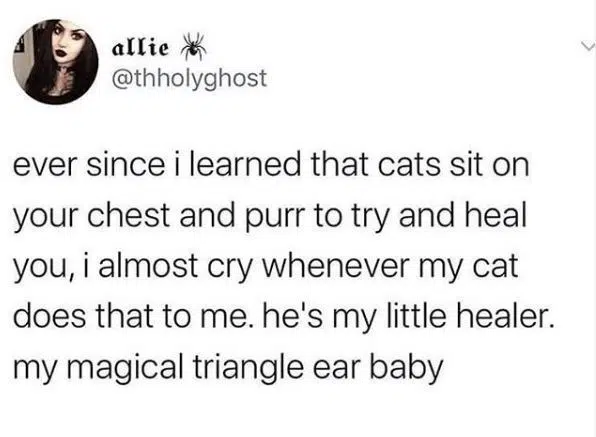 allie 🕷
@thholyghost
ever since i learned that cats sit on
your chest and purr to try and heal
you, i almost cry whenever my cat
does that to me. he's my little healer.
my magical triangle ear baby